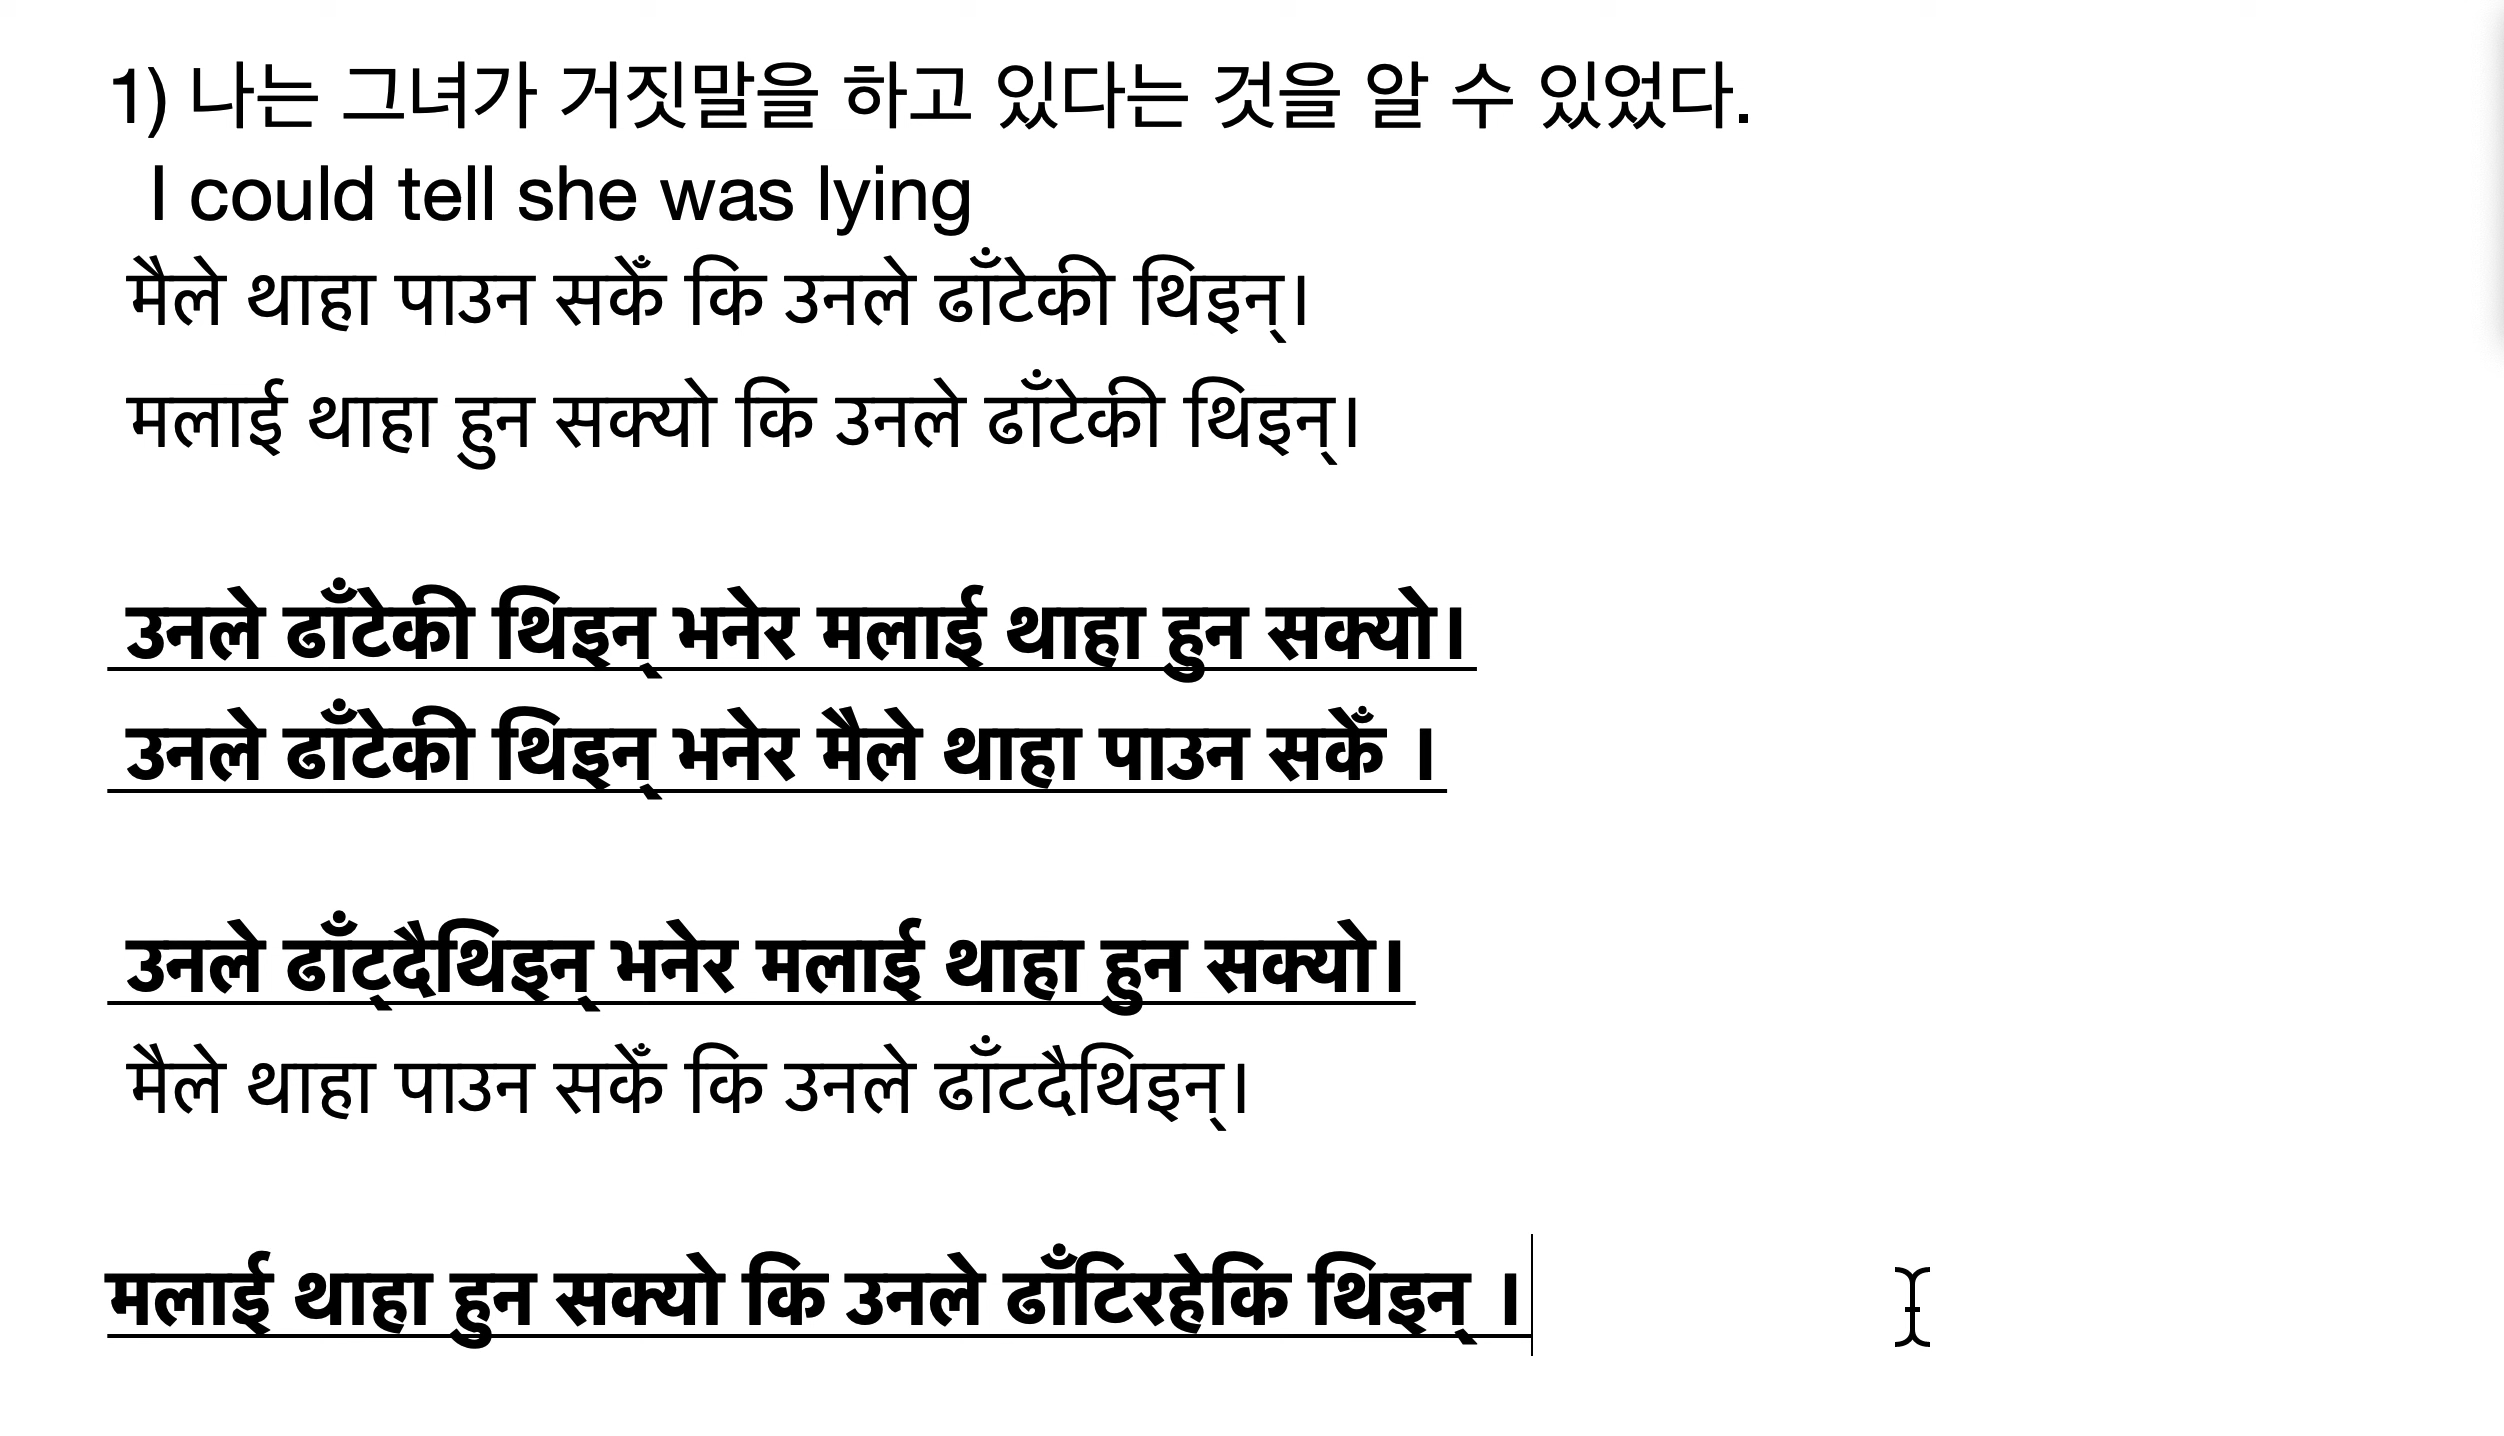 1) 나는 그녀가 거짓말을 하고 있다는 것을 알 수 있었다.
I could tell she was lying
मैले थाहा पाउन सकेँ कि उनले ढाँटेकी थिइन्।
मलाई थाहा हुन सक्यो कि उनले ढाँटेकी थिइन्।
उनले ढाँटेकी थिइन् भनेर मलाई थाहा हुन सक्यो।
उनले ढाँटेकी थिइन् भनेर मैले थाहा पाउन सकेँ ।
उनले ढाँट्दैथिइन् भनेर मलाई थाहा हुन सक्यो।
मैले थाहा पाउन सकेँ कि उनले ढाँटदैथिइन्।
मलाई थाहा हुन सक्यो कि उनले ढाँटिरहेकि थिइन् ।